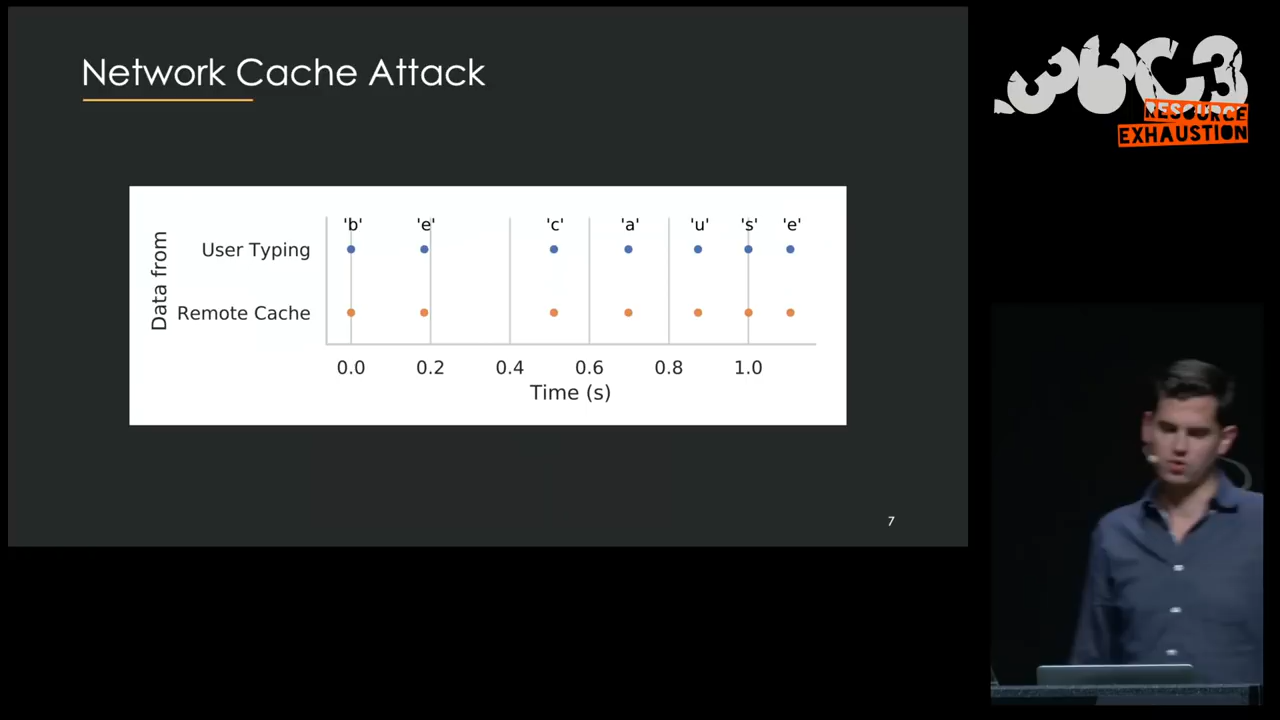 Network Cache Attack
'b' 'e' 'c' 'a' 'u' 's' 'e'
Data from
User Typing
Remote Cache
0.0 0.2 0.4 0.6 0.8 1.0
Time (s)
7
36C3
RESOURCE
EXHAUSTION